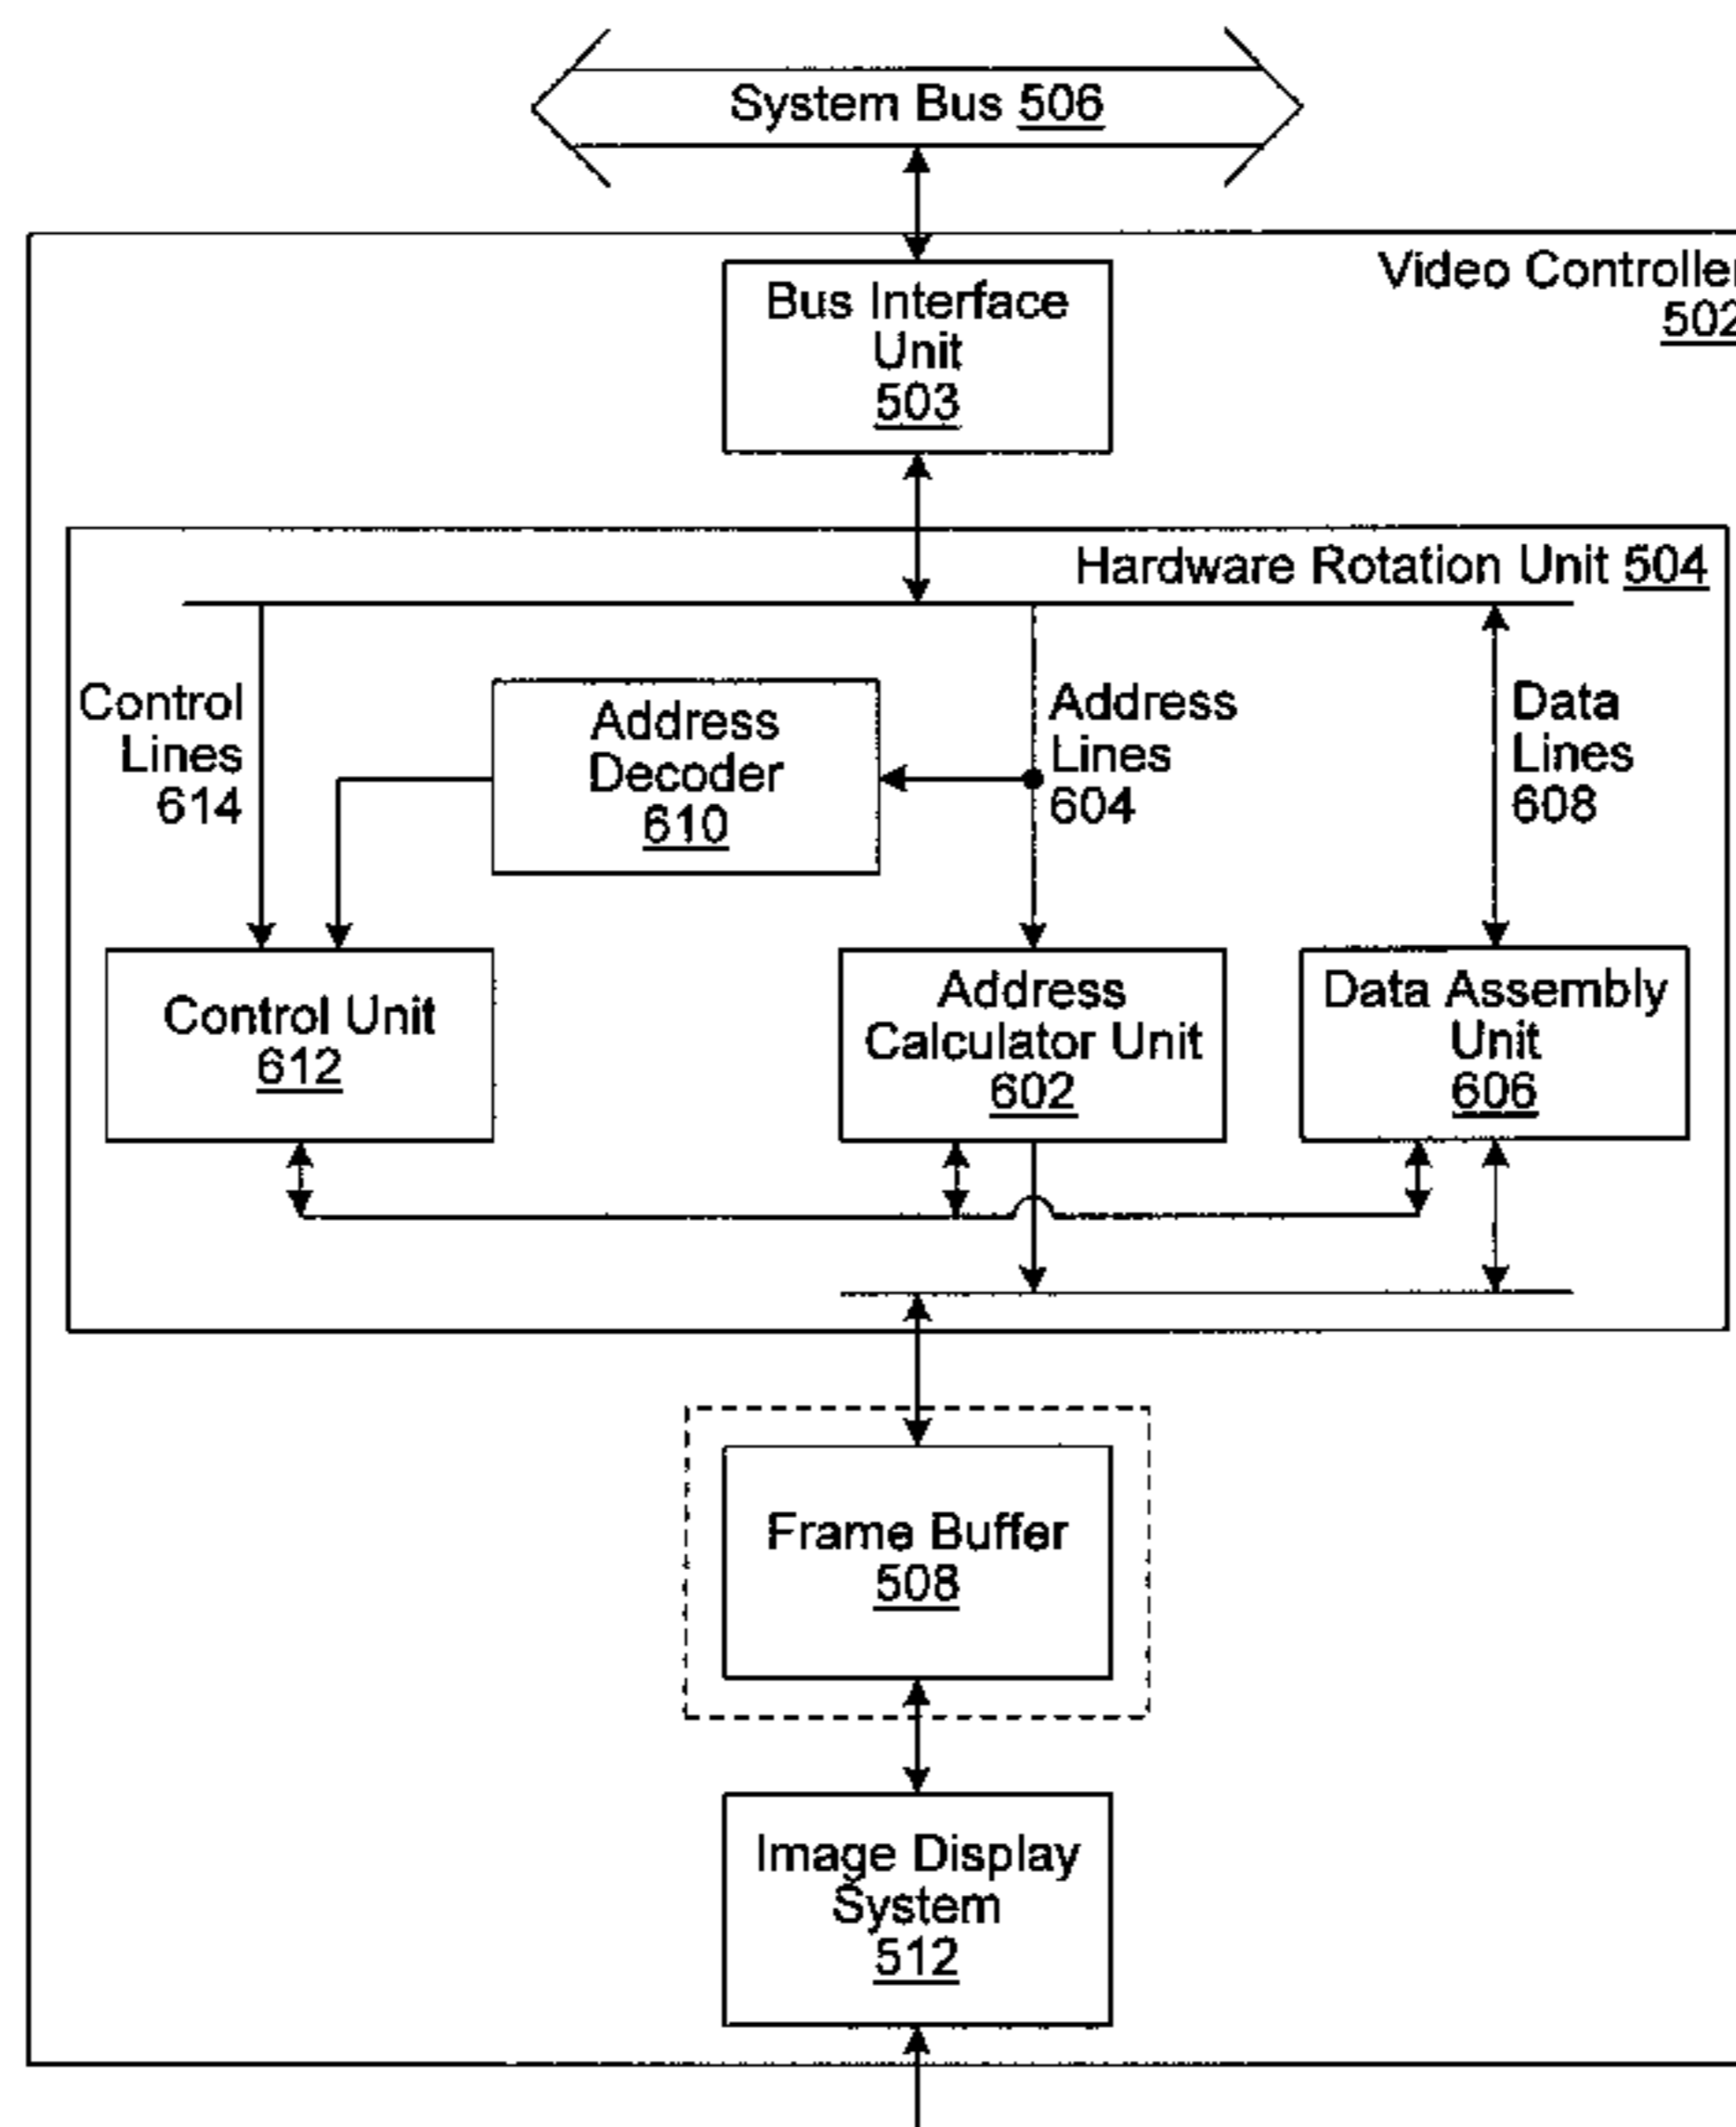 System Bus 506
Video Controller
502
Bus Interface
Unit
503
Hardware Rotation Unit 504
Control
Lines
614
Address
Decoder
610
Address
Lines
604
Data
Lines
608
Control Unit
612
Address
Calculator Unit
602
Data Assembly
Unit
606
Frame Buffer
508
Image Display
System
512